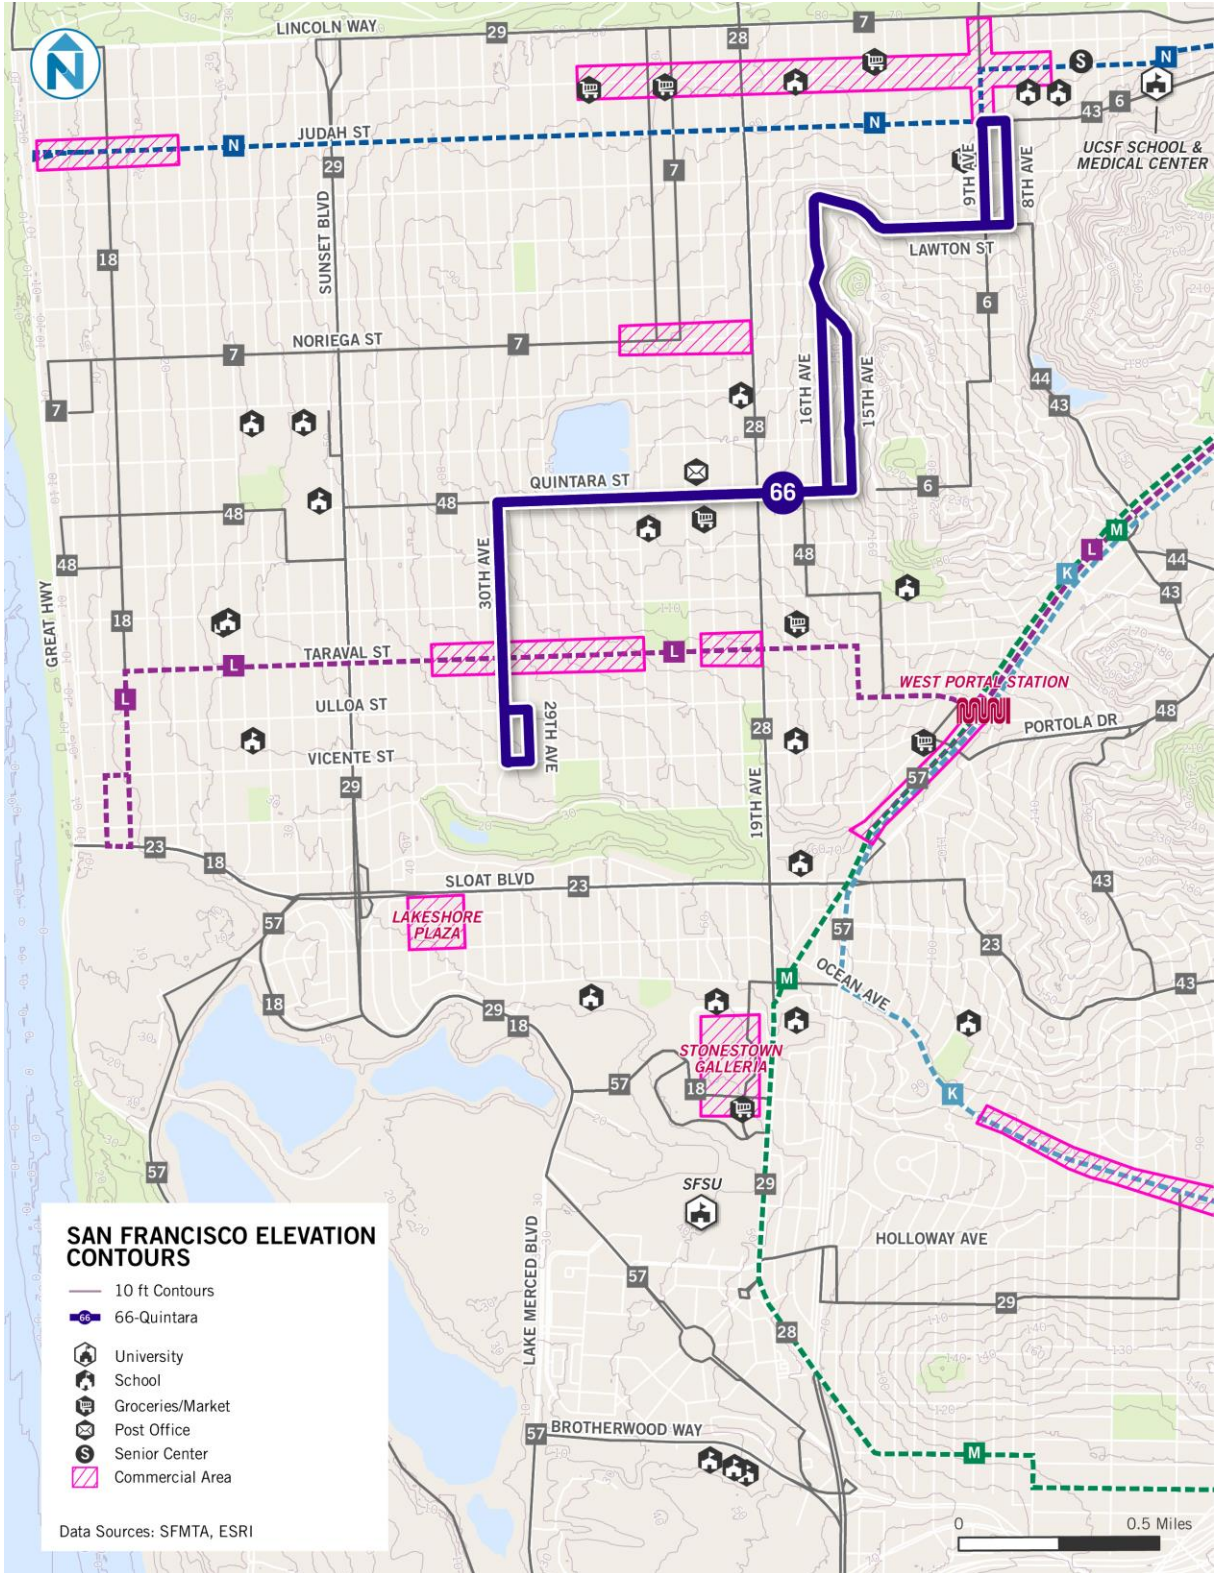 LINCOLN WAY
29
28
7
N
S
N
43
6
UCSF SCHOOL &
MEDICAL CENTER
JUDAH ST
N
N
29
7
9TH AVE
8TH AVE
SUNSET BLVD
18
LAWTON ST
6
NORIEGA ST
7
7
7
16TH AVE
15TH AVE
44
43
28
QUINTARA ST
66
6
48
48
48
48
30TH AVE
M
L
K
44
43
GREAT HWY
18
TARAVAL ST
L
L
L
WEST PORTAL STATION
ULLOA ST
29TH AVE
28
PORTOLA DR
48
VICENTE ST
57
29
19TH AVE
23
18
SLOAT BLVD
23
43
LAKESHORE
PLAZA
57
57
23
M
OCEAN AVE
43
18
29
18
STONESTOWN
GALLERIA
57
18
K
57
29
SFSU
LAKE MERCED BLVD
HOLLOWAY AVE
57
29
28
57
BROTHERWOOD WAY
M
SAN FRANCISCO ELEVATION
CONTOURS
10 ft Contours
66
66-Quintara
University
School
Groceries/Market
Post Office
S
Senior Center
Commercial Area
Data Sources: SFMTA, ESRI
0
0.5 Miles